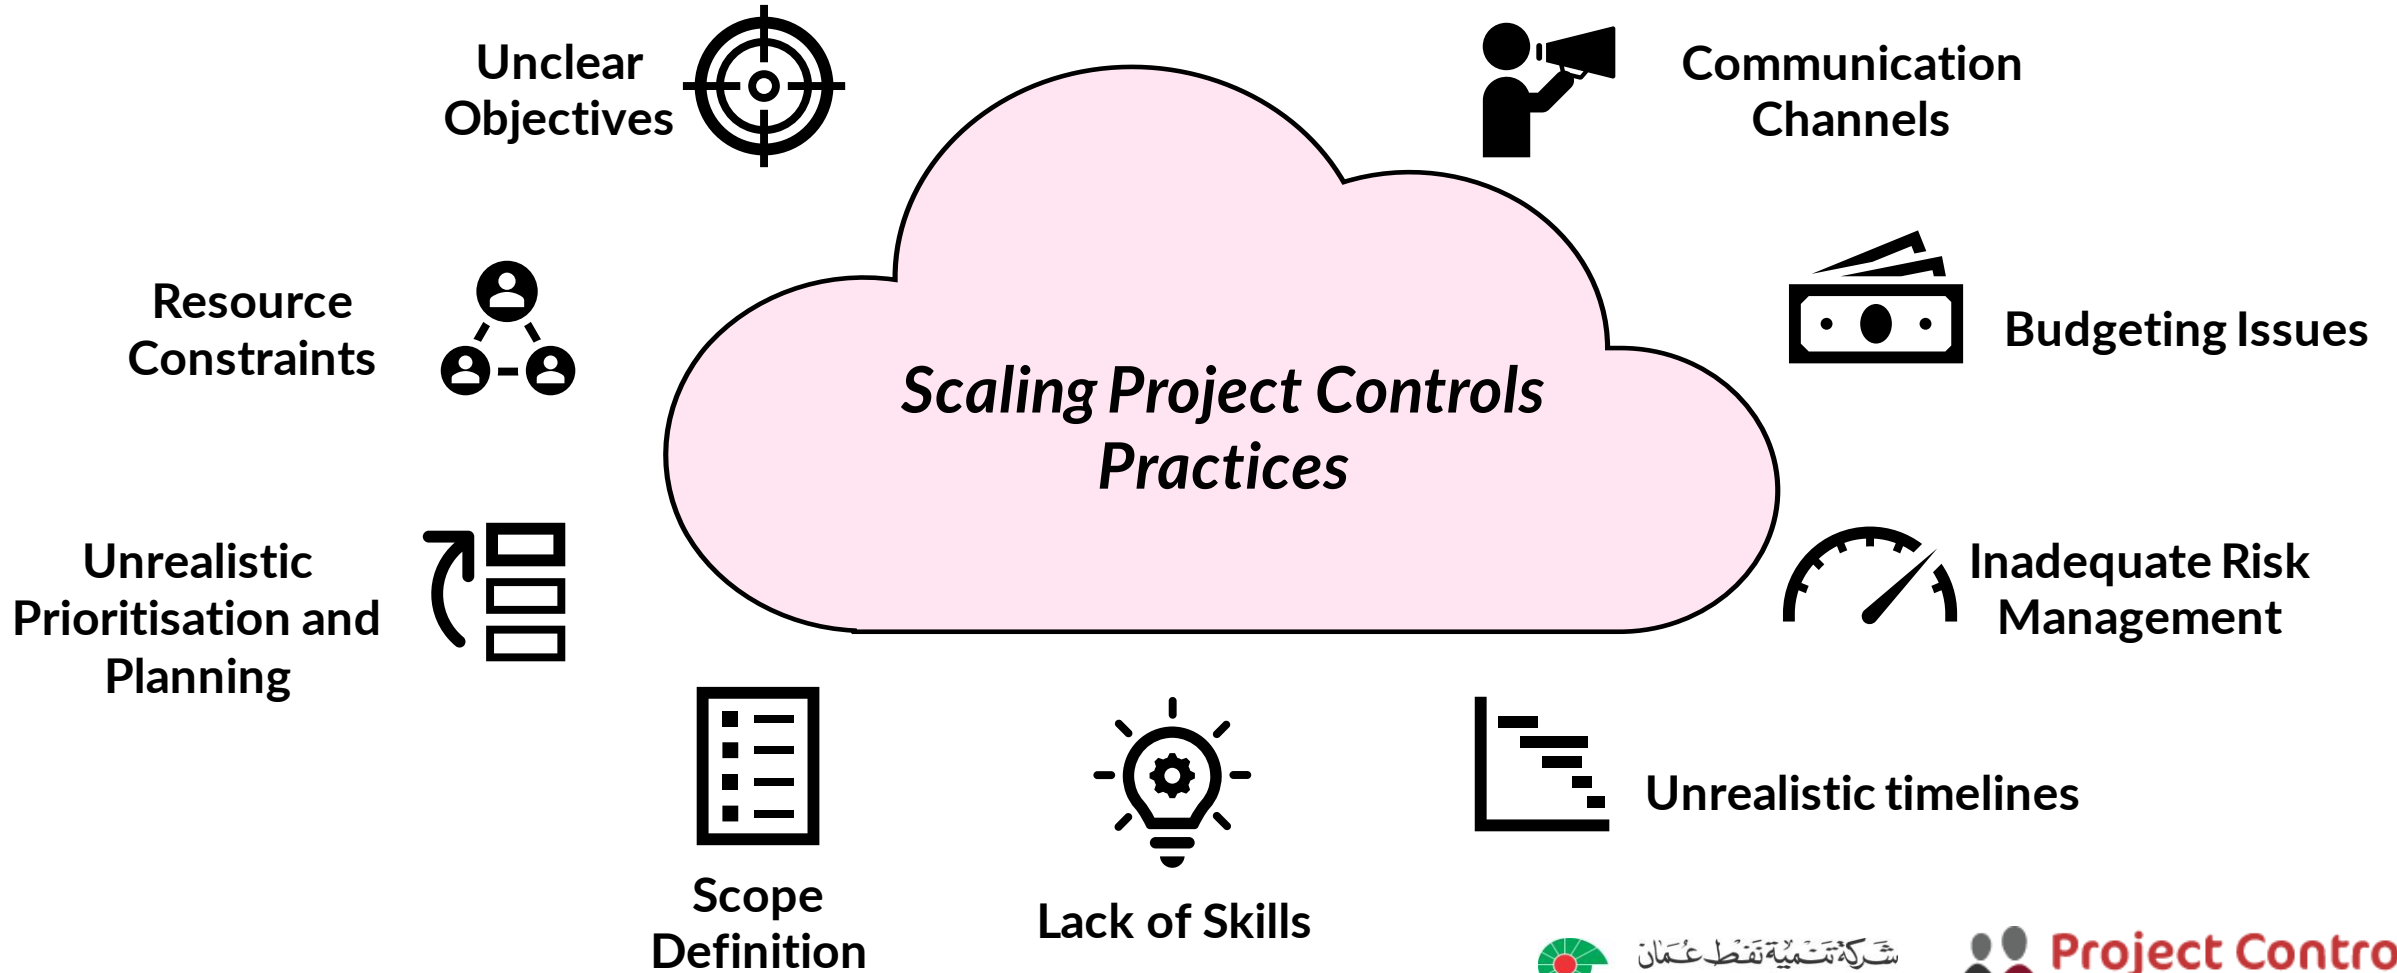 Unclear
Objectives
Communication
Channels
Resource
Constraints
Budgeting Issues
Scaling Project Controls
Practices
Unrealistic
Prioritisation and
Planning
Inadequate Risk
Management
Scope
Definition
Lack of Skills
Unrealistic timelines
شركة تنمية نفط عُمان
Project Contro